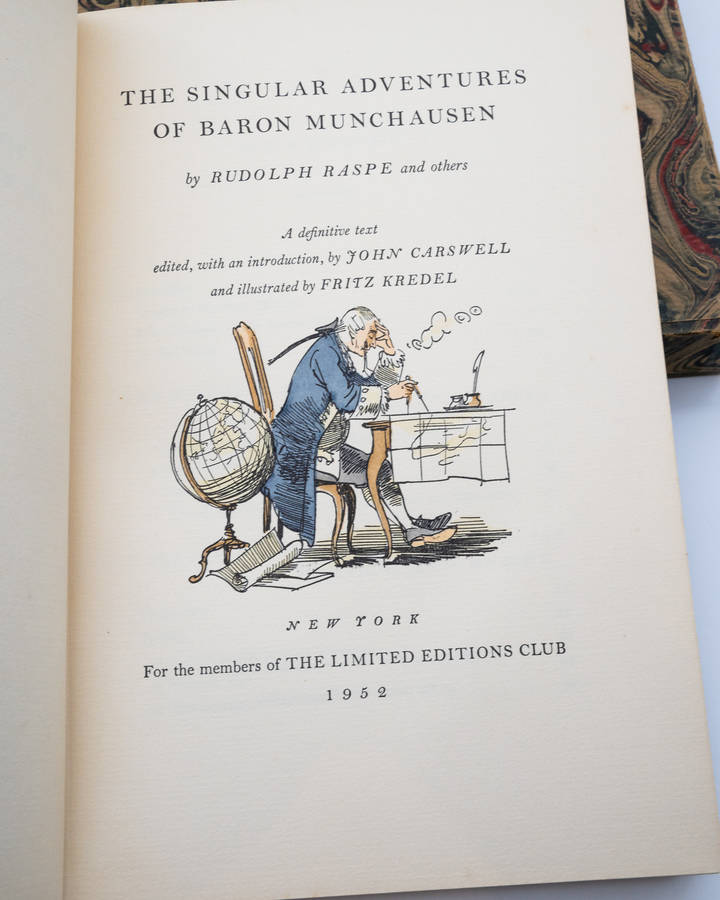 THE SINGULAR ADVENTURES
OF BARON MUNCHAUSEN
by RUDOLPH RASPE and others
A definitive text
edited, with an introduction, by JOHN CARSWELL
and illustrated by FRITZ KREDEL
NEW YORK
For the members of THE LIMITED EDITIONS CLUB
1952